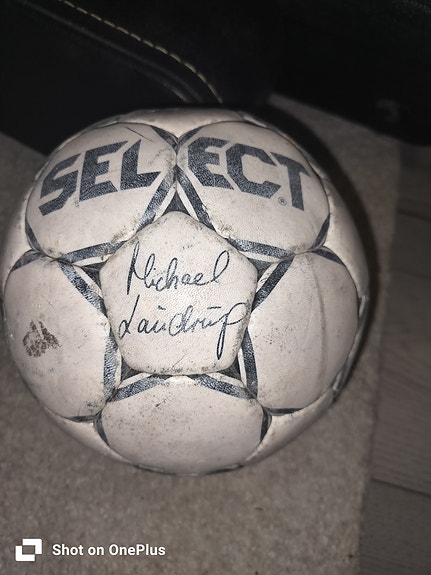 SELECT®
Michael
Laudrup
Shot on OnePlus